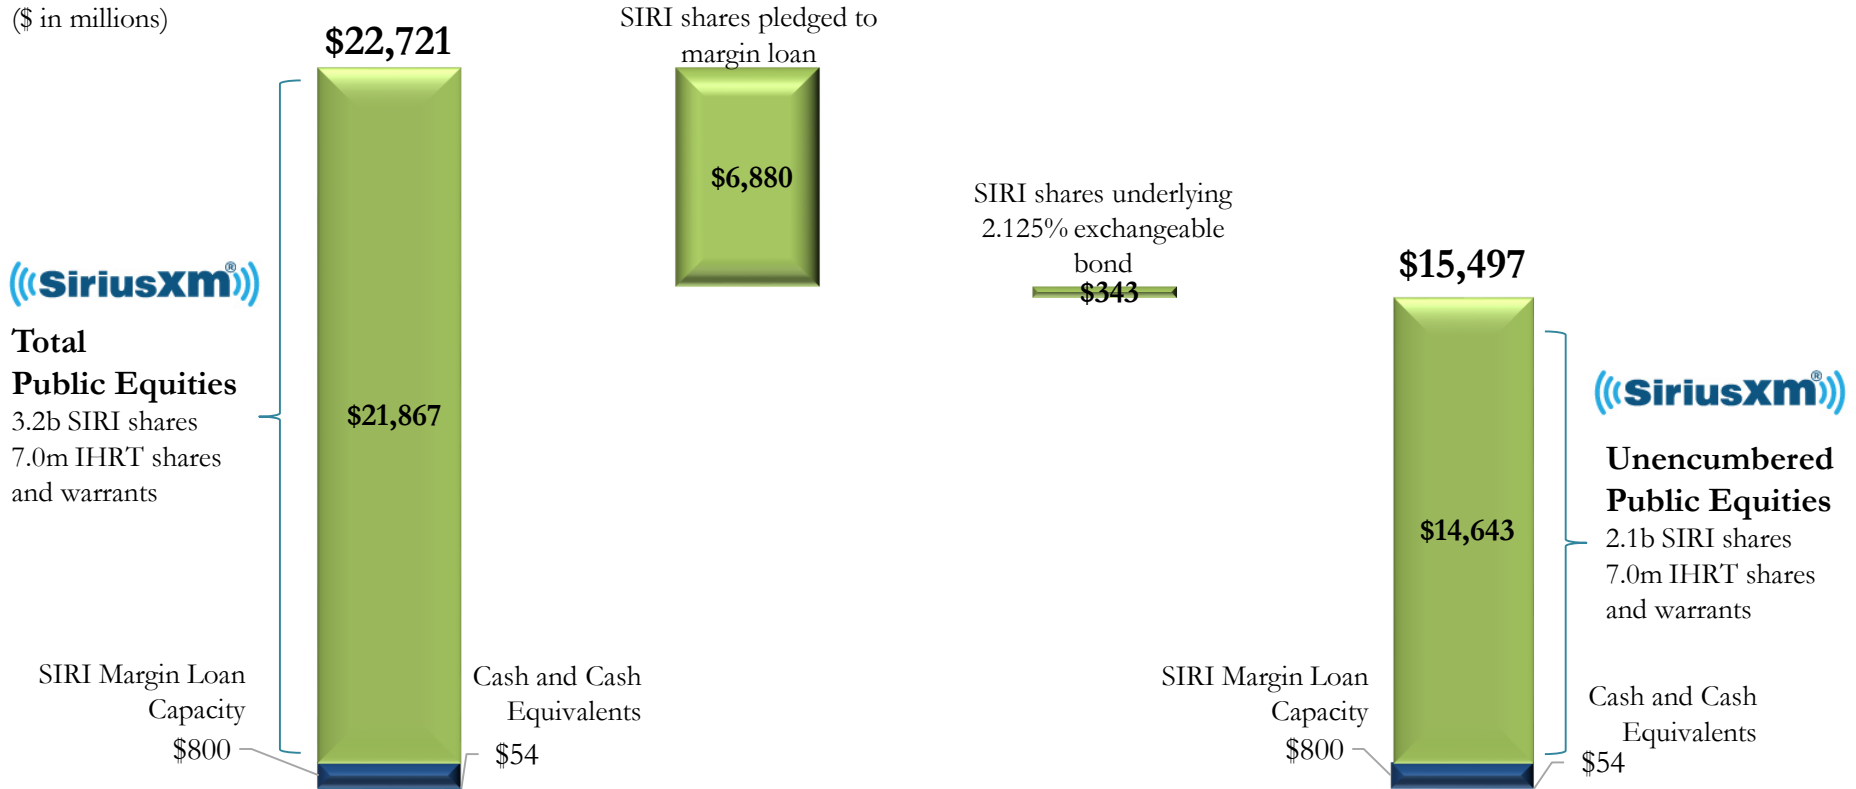 ($ in millions)
$22,721
SIRI shares pledged to
margin loan
$6,880
SIRI shares underlying
2.125% exchangeable
bond
$343
$15,497
((SiriusXM®))
Total
Public Equities
3.2b SIRI shares
7.0m IHRT shares
and warrants
$21,867
SIRI Margin Loan
Capacity
$800
Cash and Cash
Equivalents
$54
((SiriusXM®))
Unencumbered
Public Equities
2.1b SIRI shares
7.0m IHRT shares
and warrants
$14,643
SIRI Margin Loan
Capacity
$800
Cash and Cash
Equivalents
$54